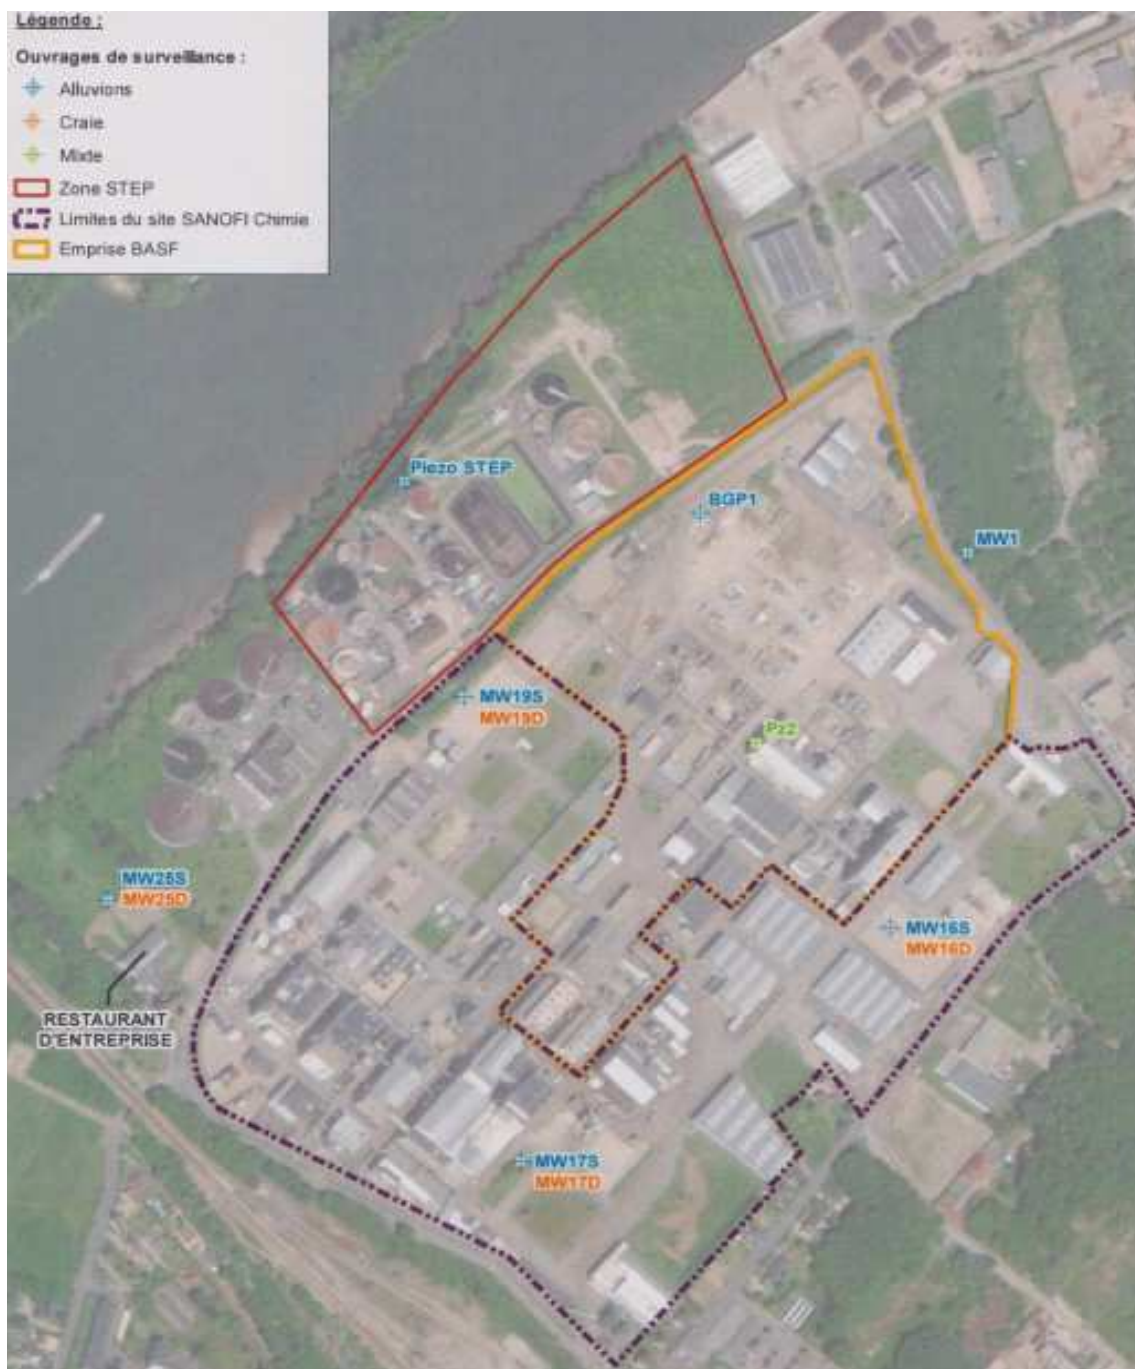 Légende :
Ouvrages de surveillance :
Alluvions
Craie
Mixte
Zone STEP
Limites du site SANOFI Chimie
Emprise BASF
Piezo STEP
BGP1
MW1
MW19S
MW19D
Pz2
MW25S
MW25D
MW16S
MW16D
RESTAURANT
D'ENTREPRISE
MW17S
MW17D